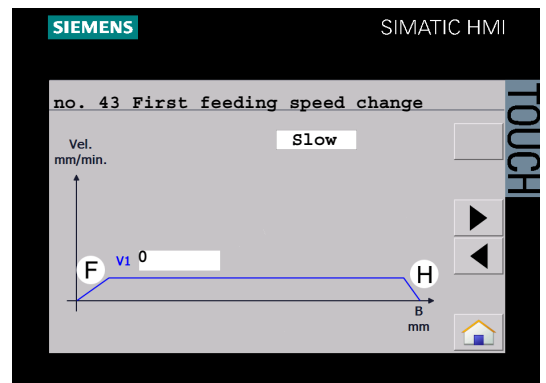 SIEMENS
SIMATIC HMI
TOUCH
no. 43 First feeding speed change
Slow
Vel.
mm/min.
V1 0
F
H
B
mm